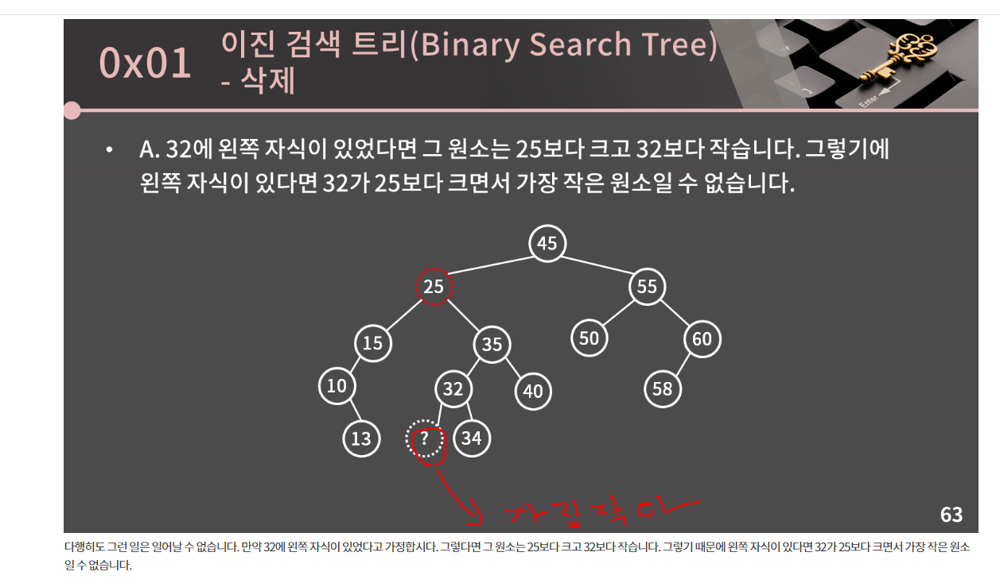 0x01
이진 검색 트리(Binary Search Tree)
- 삭제
Enter
• A. 32에 왼쪽 자식이 있었다면 그 원소는 25보다 크고 32보다 작습니다. 그렇기에
왼쪽 자식이 있다면 32가 25보다 크면서 가장 작은 원소일 수 없습니다.
45
25
55
15
35
50
60
10
32
40
58
13
?
34
가장 작다
63
다행히도 그런 일은 일어날 수 없습니다. 만약 32에 왼쪽 자식이 있었다고 가정합시다. 그렇다면 그 원소는 25보다 크고 32보다 작습니다. 그렇기 때문에 왼쪽 자식이 있다면 32가 25보다 크면서 가장 작은 원소
일 수 없습니다.